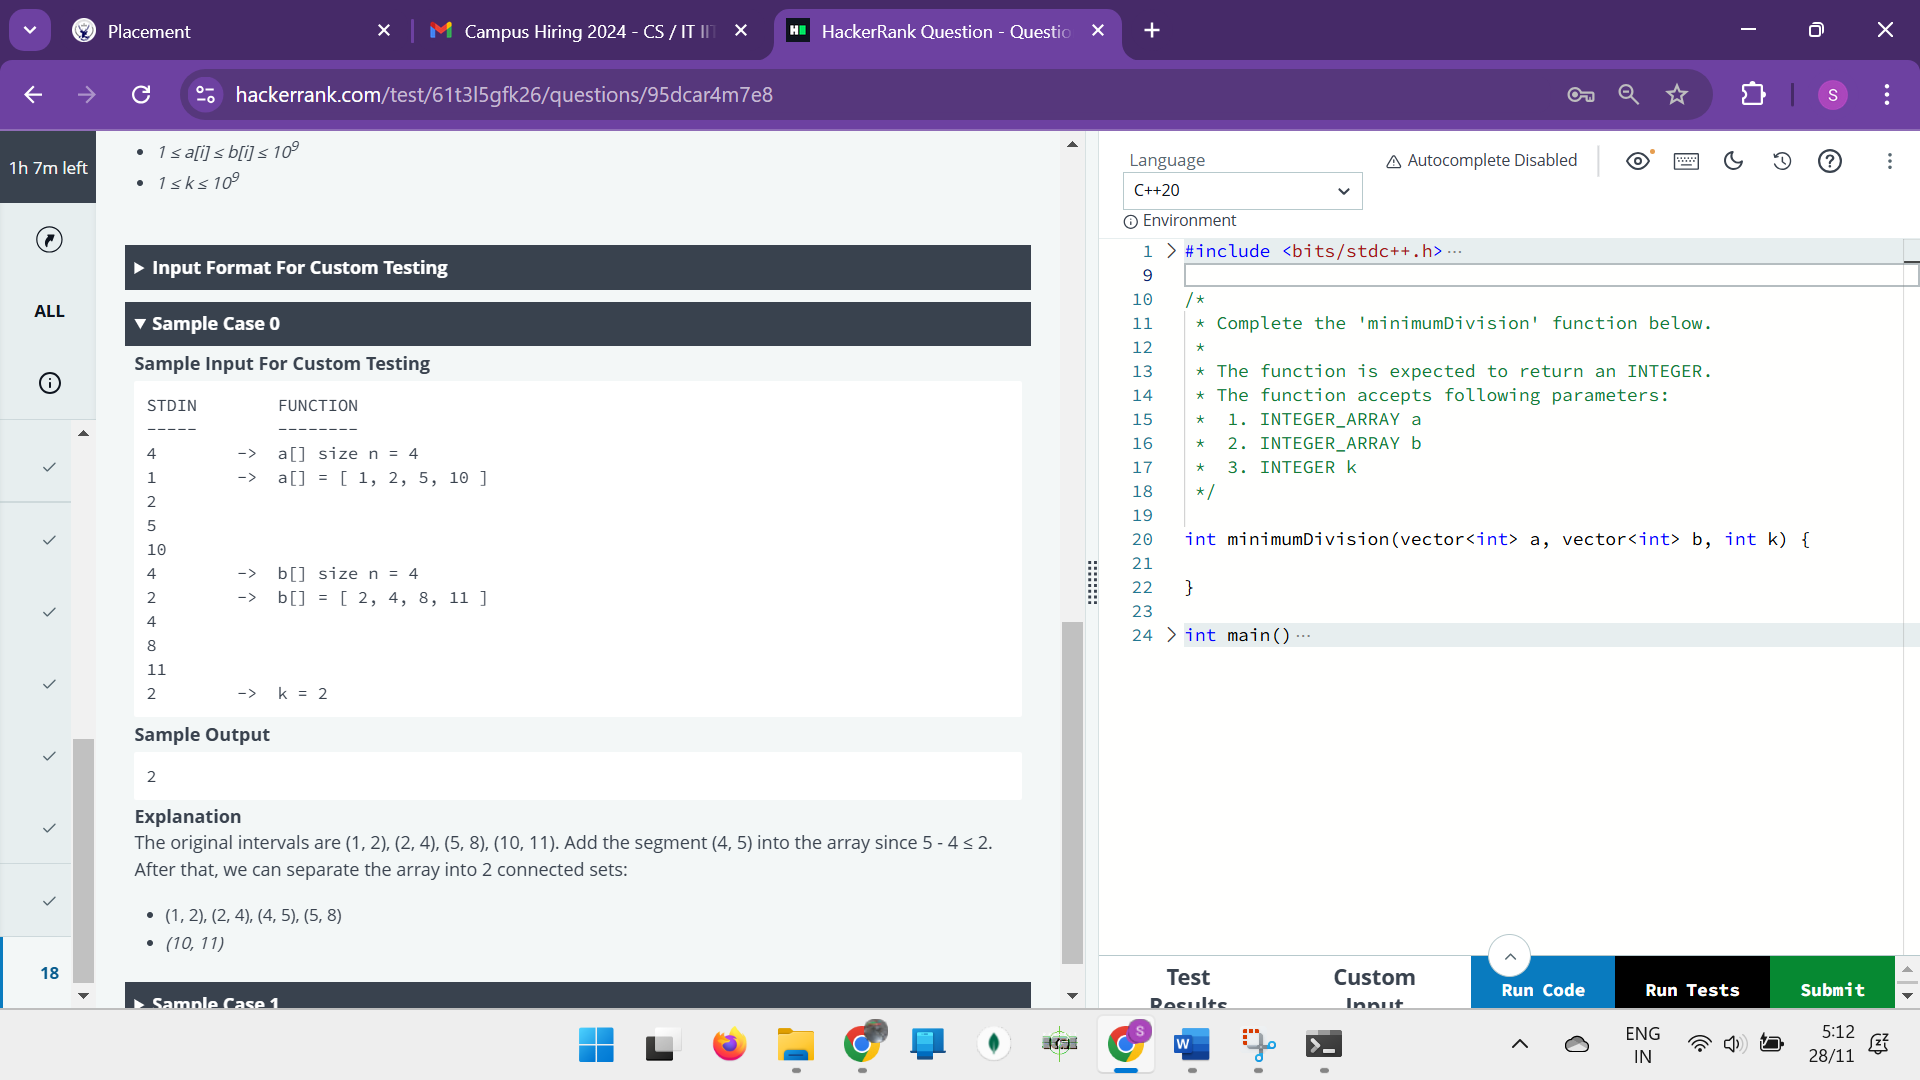 Placement
Campus Hiring 2024 - CS / IT II
HackerRank Question - Questio
hackerrank.com/test/61t3l5gfk26/questions/95dcar4m7e8
S
1h 7m left
ALL
18
1 ≤ a[i] ≤ b[i] ≤ 10⁹
1 ≤ k ≤ 10⁹
Input Format For Custom Testing
Sample Case 0
Sample Input For Custom Testing
STDIN FUNCTION
----- --------
4 -> a[] size n = 4
1 -> a[] = [ 1, 2, 5, 10 ]
2
5
10
4 -> b[] size n = 4
2 -> b[] = [ 2, 4, 8, 11 ]
4
8
11
2 -> k = 2
Sample Output
2
Explanation
The original intervals are (1, 2), (2, 4), (5, 8), (10, 11). Add the segment (4, 5) into the array since 5 - 4 ≤ 2.
After that, we can separate the array into 2 connected sets:
(1, 2), (2, 4), (4, 5), (5, 8)
(10, 11)
Sample Case 1
Language
C++20
Autocomplete Disabled
Environment
1 #include <bits/stdc++.h> ···
9
10 /*
11 * Complete the 'minimumDivision' function below.
12 *
13 * The function is expected to return an INTEGER.
14 * The function accepts following parameters:
15 * 1. INTEGER_ARRAY a
16 * 2. INTEGER_ARRAY b
17 * 3. INTEGER k
18 */
19
20 int minimumDivision(vector<int> a, vector<int> b, int k) {
21
22 }
23
24 int main() ···
Test
Results
Custom
Input
Run Code
Run Tests
Submit
S
W
ENG
IN
5:12
28/11